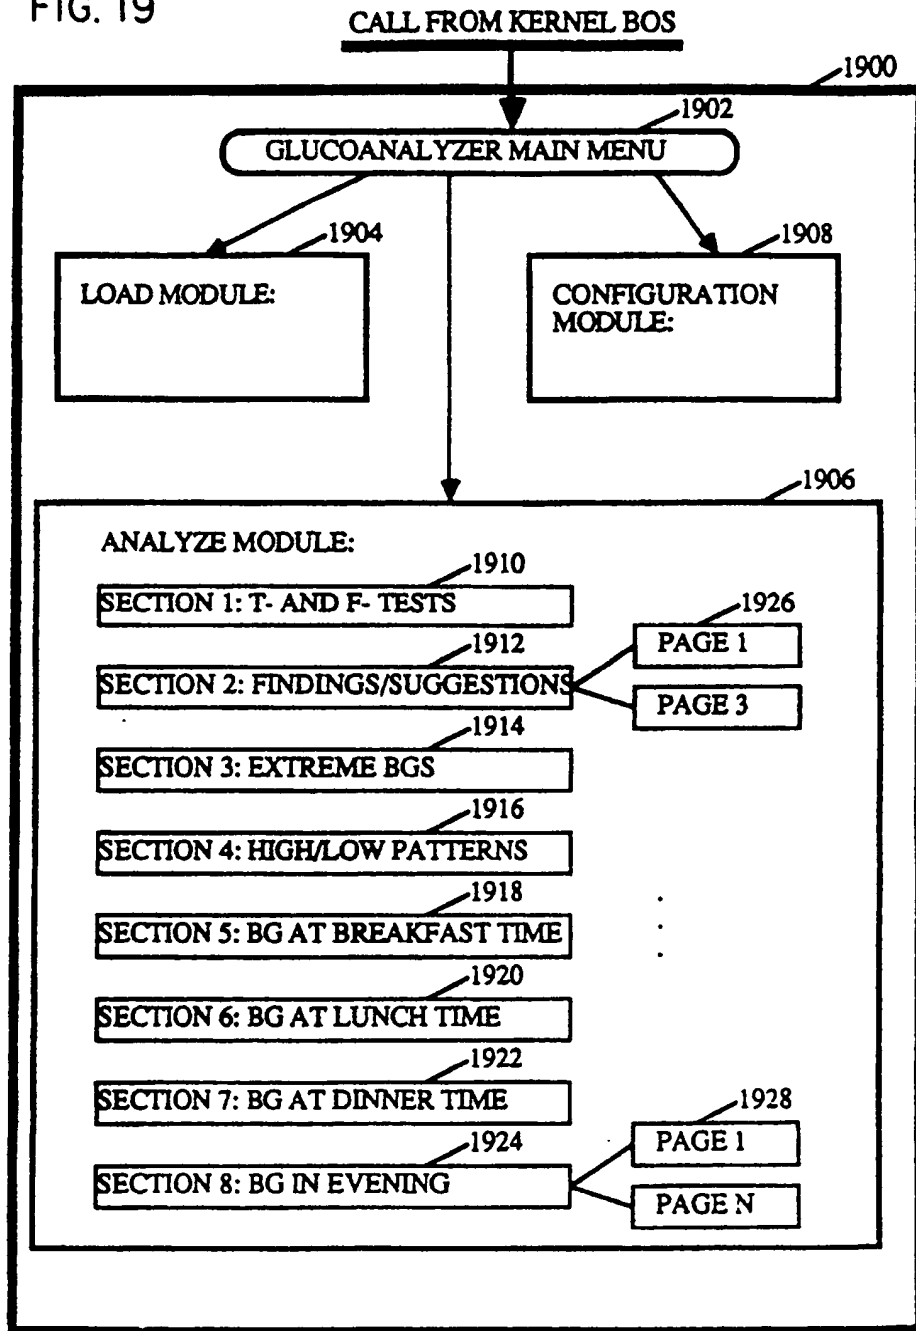 FIG. 19
CALL FROM KERNEL BOS
1900
1902
GLUCOANALYZER MAIN MENU
1904
1908
LOAD MODULE:
CONFIGURATION
MODULE:
1906
ANALYZE MODULE:
1910
SECTION 1: T- AND F- TESTS
1926
PAGE 1
1912
SECTION 2: FINDINGS/SUGGESTIONS
PAGE 3
1914
SECTION 3: EXTREME BGS
1916
SECTION 4: HIGH/LOW PATTERNS
1918
SECTION 5: BG AT BREAKFAST TIME
1920
SECTION 6: BG AT LUNCH TIME
1922
SECTION 7: BG AT DINNER TIME
1928
PAGE 1
1924
SECTION 8: BG IN EVENING
PAGE N